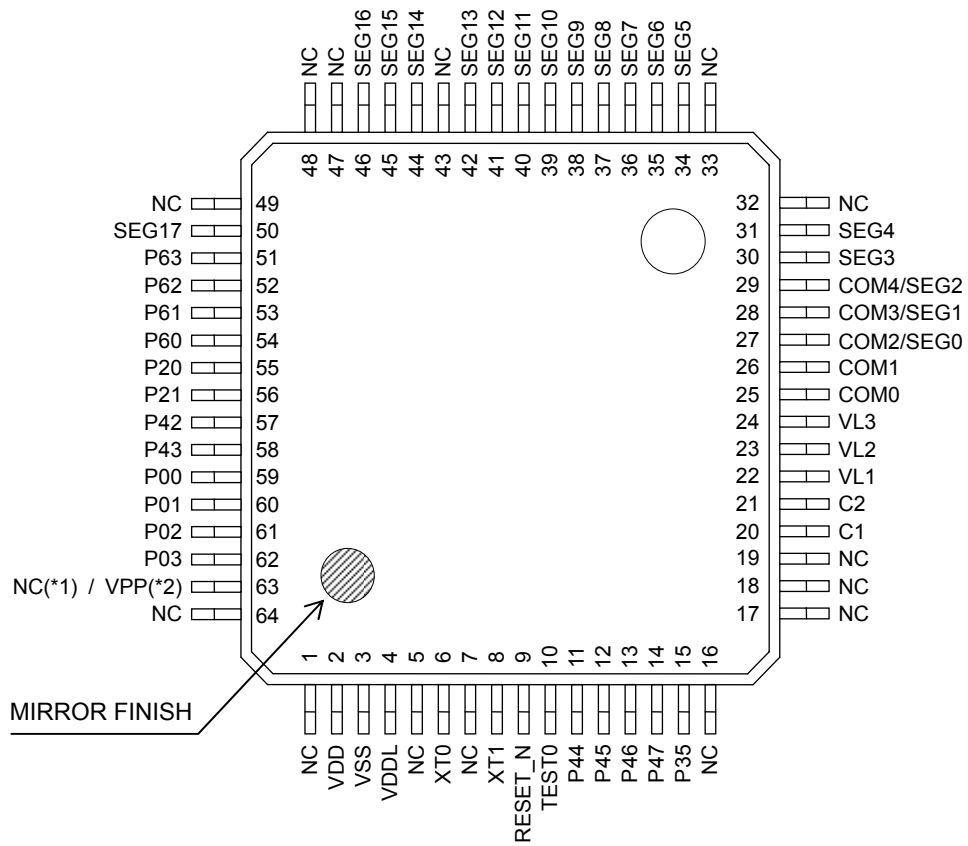 NC NC SEG16 SEG15 SEG14 NC SEG13 SEG12 SEG11 SEG10 SEG9 SEG8 SEG7 SEG6 SEG5 NC
48 47 46 45 44 43 42 41 40 39 38 37 36 35 34 33
NC 49
SEG17 50
P63 51
P62 52
P61 53
P60 54
P20 55
P21 56
P42 57
P43 58
P00 59
P01 60
P02 61
P03 62
NC(*1) / VPP(*2) 63
NC 64
32 NC
31 SEG4
30 SEG3
29 COM4/SEG2
28 COM3/SEG1
27 COM2/SEG0
26 COM1
25 COM0
24 VL3
23 VL2
22 VL1
21 C2
20 C1
19 NC
18 NC
17 NC
1 2 3 4 5 6 7 8 9 10 11 12 13 14 15 16
NC VDD VSS VDDL NC XT0 NC XT1 RESET_N TEST0 P44 P45 P46 P47 P35 NC
MIRROR FINISH